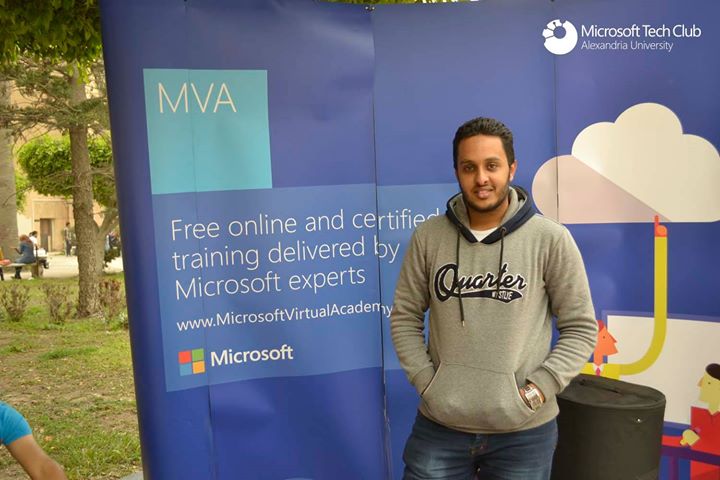 Microsoft Tech Club
Alexandria University
MVA
Free online and certified
training delivered by
Microsoft experts
www.MicrosoftVirtualAcademy
Microsoft
Quarter